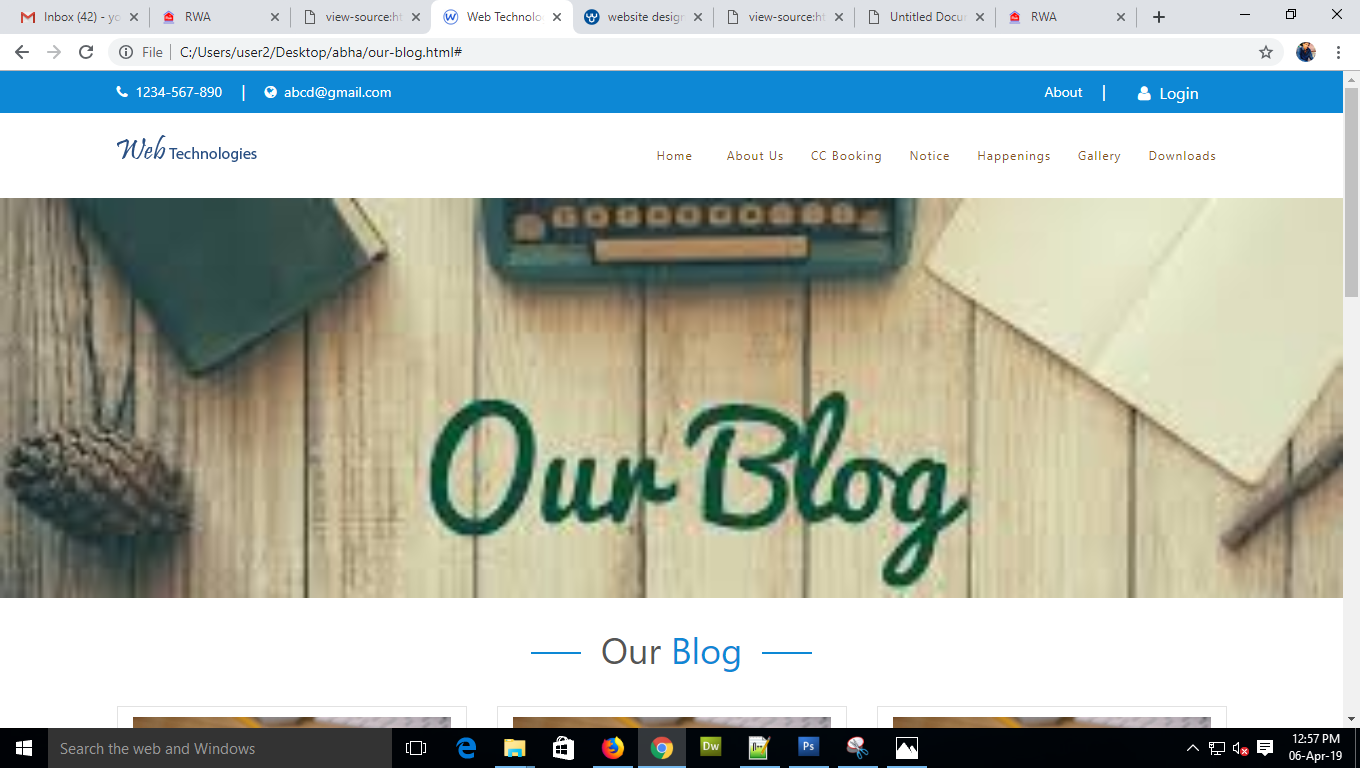 Inbox (42) - yo
RWA
view-source:ht
Web Technolo
website design
view-source:ht
Untitled Docu
RWA
File
C:/Users/user2/Desktop/abha/our-blog.html#
1234-567-890 | abcd@gmail.com
About | Login
Web Technologies
Home About Us CC Booking Notice Happenings Gallery Downloads
Our Blog
Our Blog
Search the web and Windows
Dw
Ps
12:57 PM
06-Apr-19